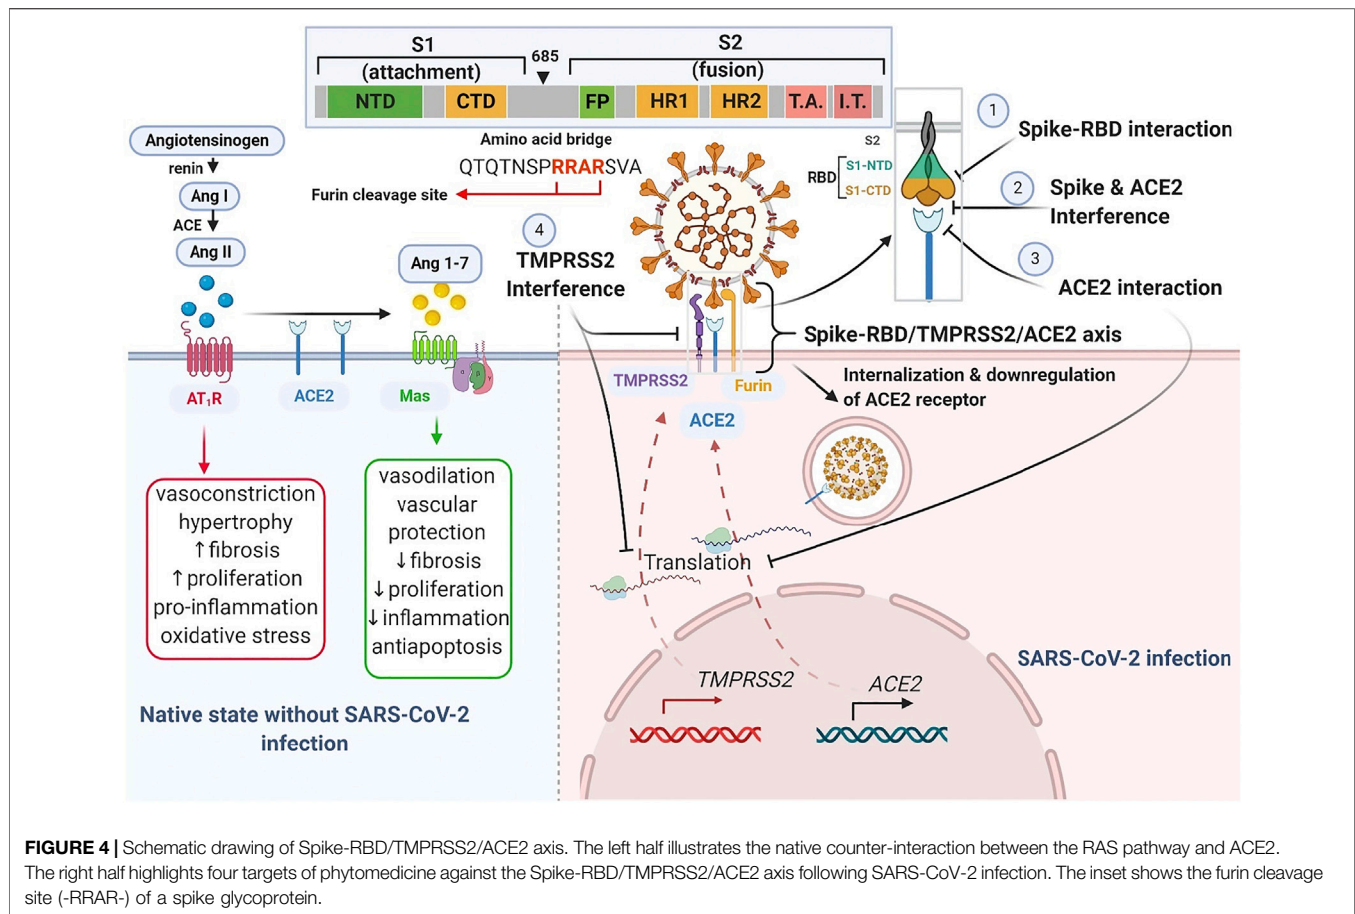 S1
(attachment)
685
S2
(fusion)
NTD
CTD
FP
HR1
HR2
T.A.
I.T.
Amino acid bridge
QTQTNSPRRARSVA
Furin cleavage site
Angiotensinogen
renin
Ang I
ACE
Ang II
Ang 1-7
AT₁R
ACE2
Mas
α
β
γ
vasoconstriction
hypertrophy
↑fibrosis
↑proliferation
pro-inflammation
oxidative stress
vasodilation
vascular
protection
↓fibrosis
↓proliferation
↓inflammation
antiapoptosis
Native state without SARS-CoV-2
infection
S2
RBD
S1-NTD
S1-CTD
1
Spike-RBD interaction
2
Spike & ACE2
Interference
3
ACE2 interaction
4
TMPRSS2
Interference
Spike-RBD/TMPRSS2/ACE2 axis
TMPRSS2
Furin
ACE2
Internalization & downregulation
of ACE2 receptor
Translation
TMPRSS2
ACE2
SARS-CoV-2 infection
FIGURE 4 | Schematic drawing of Spike-RBD/TMPRSS2/ACE2 axis. The left half illustrates the native counter-interaction between the RAS pathway and ACE2.
The right half highlights four targets of phytomedicine against the Spike-RBD/TMPRSS2/ACE2 axis following SARS-CoV-2 infection. The inset shows the furin cleavage
site (-RRAR-) of a spike glycoprotein.